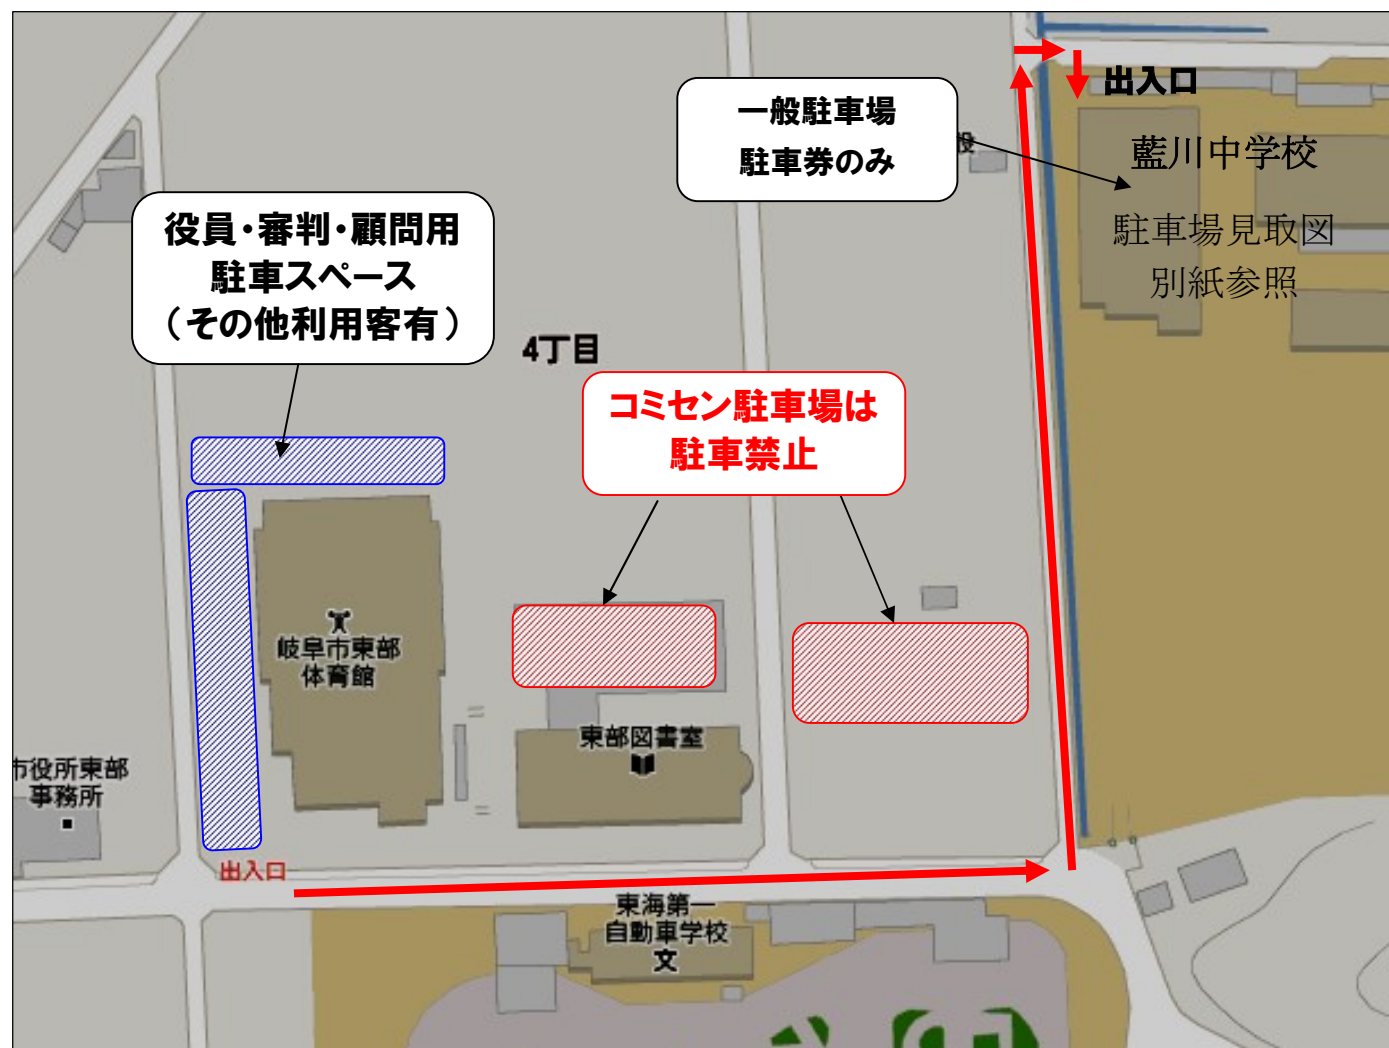 出入口
一般駐車場
駐車券のみ
藍川中学校
駐車場見取図
別紙参照
役員・審判・顧問用
駐車スペース
（その他利用客有）
4丁目
コミセン駐車場は
駐車禁止
岐阜市東部
体育館
東部図書室
市役所東部
事務所
出入口
東海第一
自動車学校
文